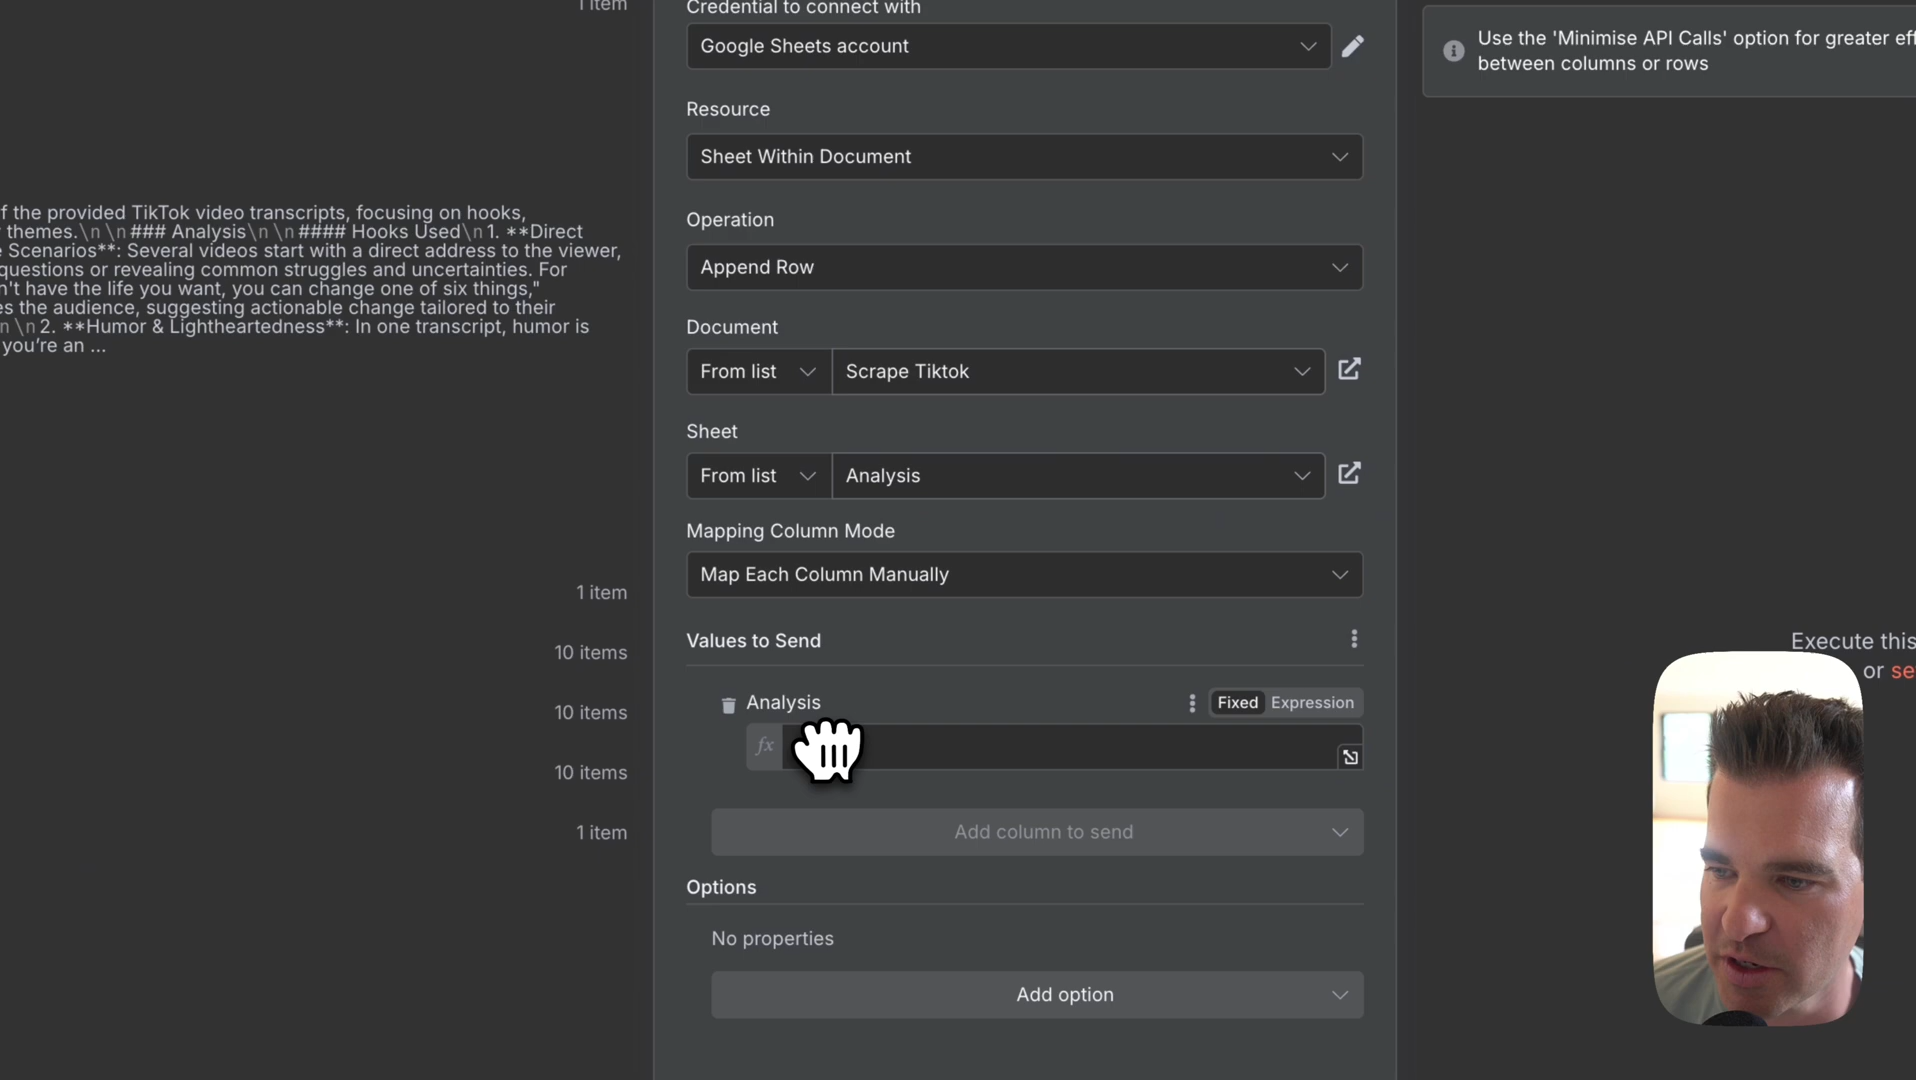 1 item
f the provided TikTok video transcripts, focusing on hooks,
themes.\n\n### Analysis\n\n#### Hooks Used\n1. **Direct
e Scenarios**: Several videos start with a direct address to the viewer,
questions or revealing common struggles and uncertainties. For
n't have the life you want, you can change one of six things,"
es the audience, suggesting actionable change tailored to their
n\n2. **Humor & Lightheartedness**: In one transcript, humor is
you're an ...
1 item
10 items
10 items
10 items
1 item
Credential to connect with
Google Sheets account
Resource
Sheet Within Document
Operation
Append Row
Document
From list
Scrape Tiktok
Sheet
From list
Analysis
Mapping Column Mode
Map Each Column Manually
Values to Send
Analysis
Fixed Expression
fx
Add column to send
Options
No properties
Add option
Use the 'Minimise API Calls' option for greater eff
between columns or rows
Execute this
or se